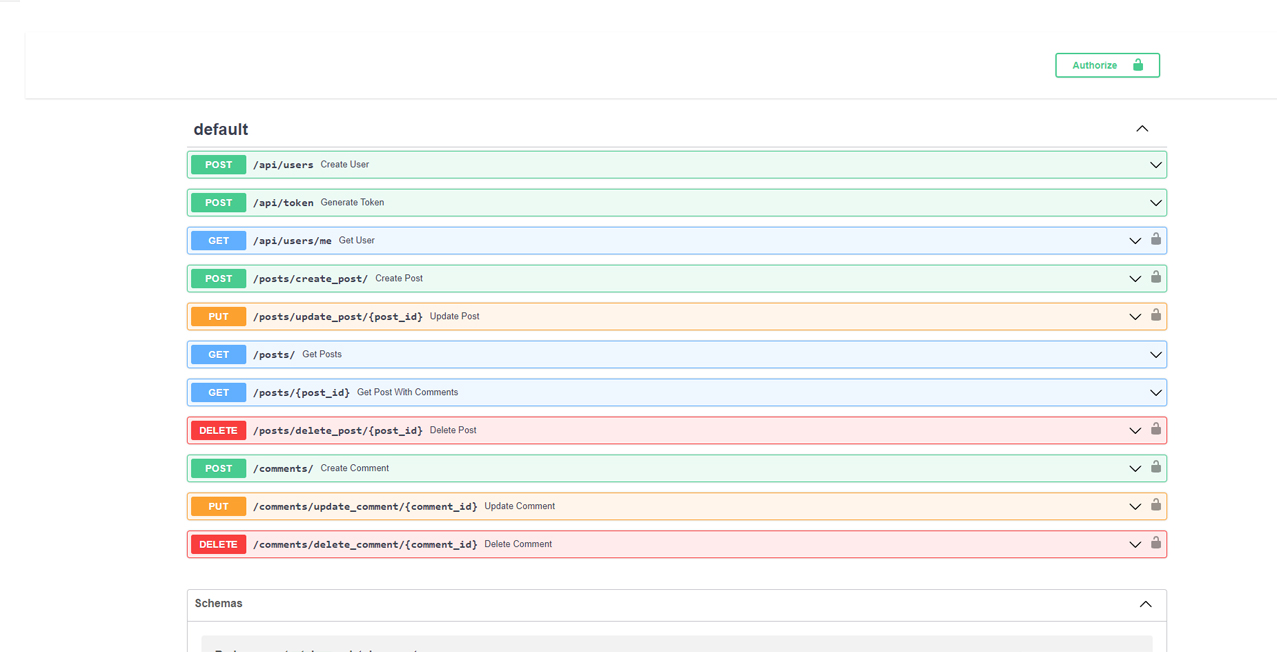 Authorize
default
POST /api/users Create User
POST /api/token Generate Token
GET /api/users/me Get User
POST /posts/create_post/ Create Post
PUT /posts/update_post/{post_id} Update Post
GET /posts/ Get Posts
GET /posts/{post_id} Get Post With Comments
DELETE /posts/delete_post/{post_id} Delete Post
POST /comments/ Create Comment
PUT /comments/update_comment/{comment_id} Update Comment
DELETE /comments/delete_comment/{comment_id} Delete Comment
Schemas